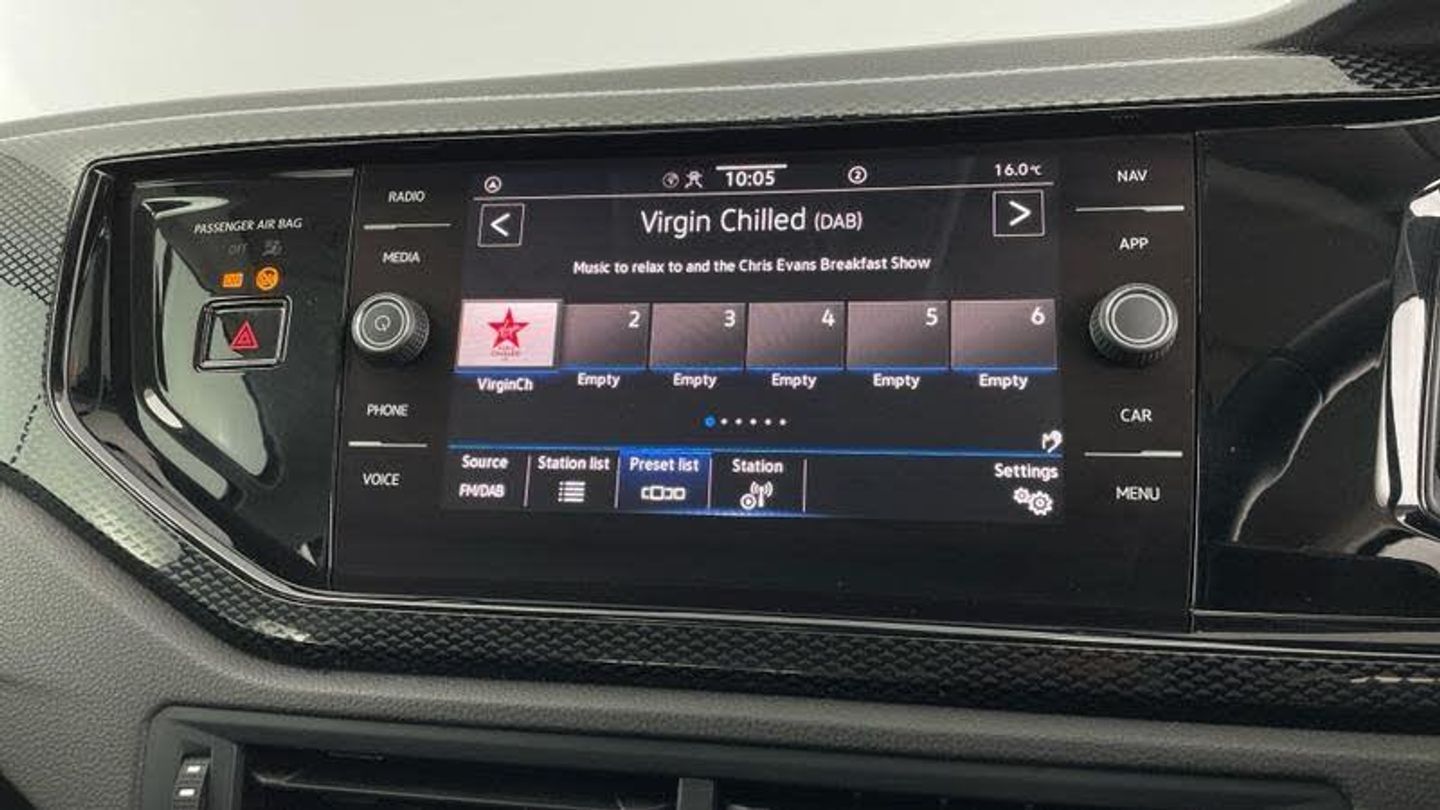 PASSENGER AIR BAG
OFF
RADIO
MEDIA
PHONE
VOICE
10:05
2
16.0°C
Virgin Chilled (DAB)
Music to relax to and the Chris Evans Breakfast Show
2 3 4 5 6
VirginCh Empty Empty Empty Empty Empty
Source Station list Preset list Station Settings
FM/DAB
NAV
APP
CAR
MENU